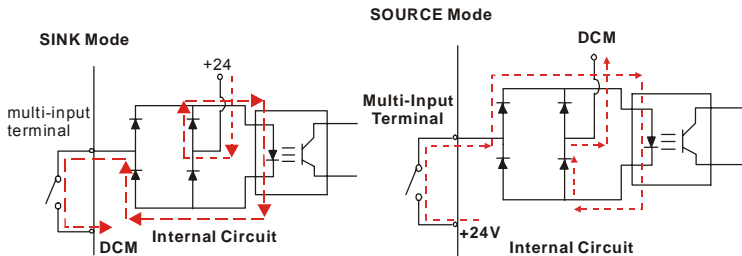 SINK Mode
+24
multi-input
terminal
DCM
Internal Circuit
SOURCE Mode
DCM
Multi-Input
Terminal
+24V
Internal Circuit